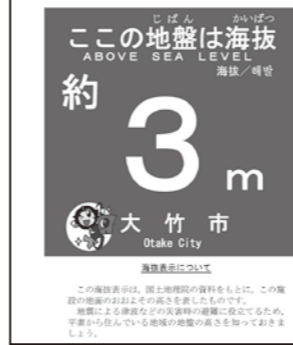 じばん かいばつ
ここの地盤は海抜
ABOVE SEA LEVEL
海抜／해발
約
3 m
大竹市
Otake City
海抜表示について
この海抜表示は、国土地理院の資料をもとに、この施
設の地面のおおよその高さを表したものです。
地震による津波などの災害時の避難に役立てるため、
平素から住んでいる地域の地盤の高さを知っておきま
しょう。